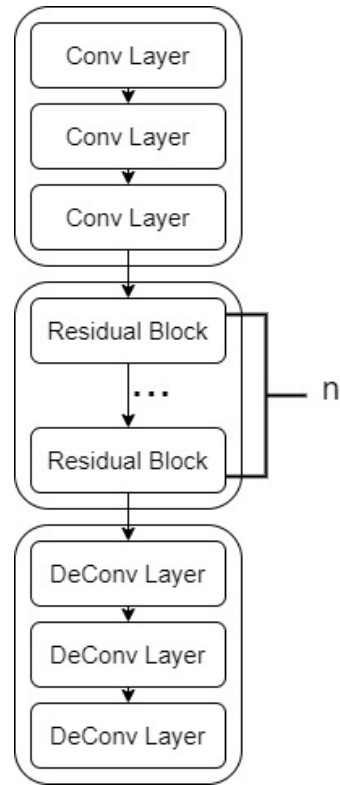 Conv Layer
Conv Layer
Conv Layer
Residual Block
...
n
Residual Block
DeConv Layer
DeConv Layer
DeConv Layer